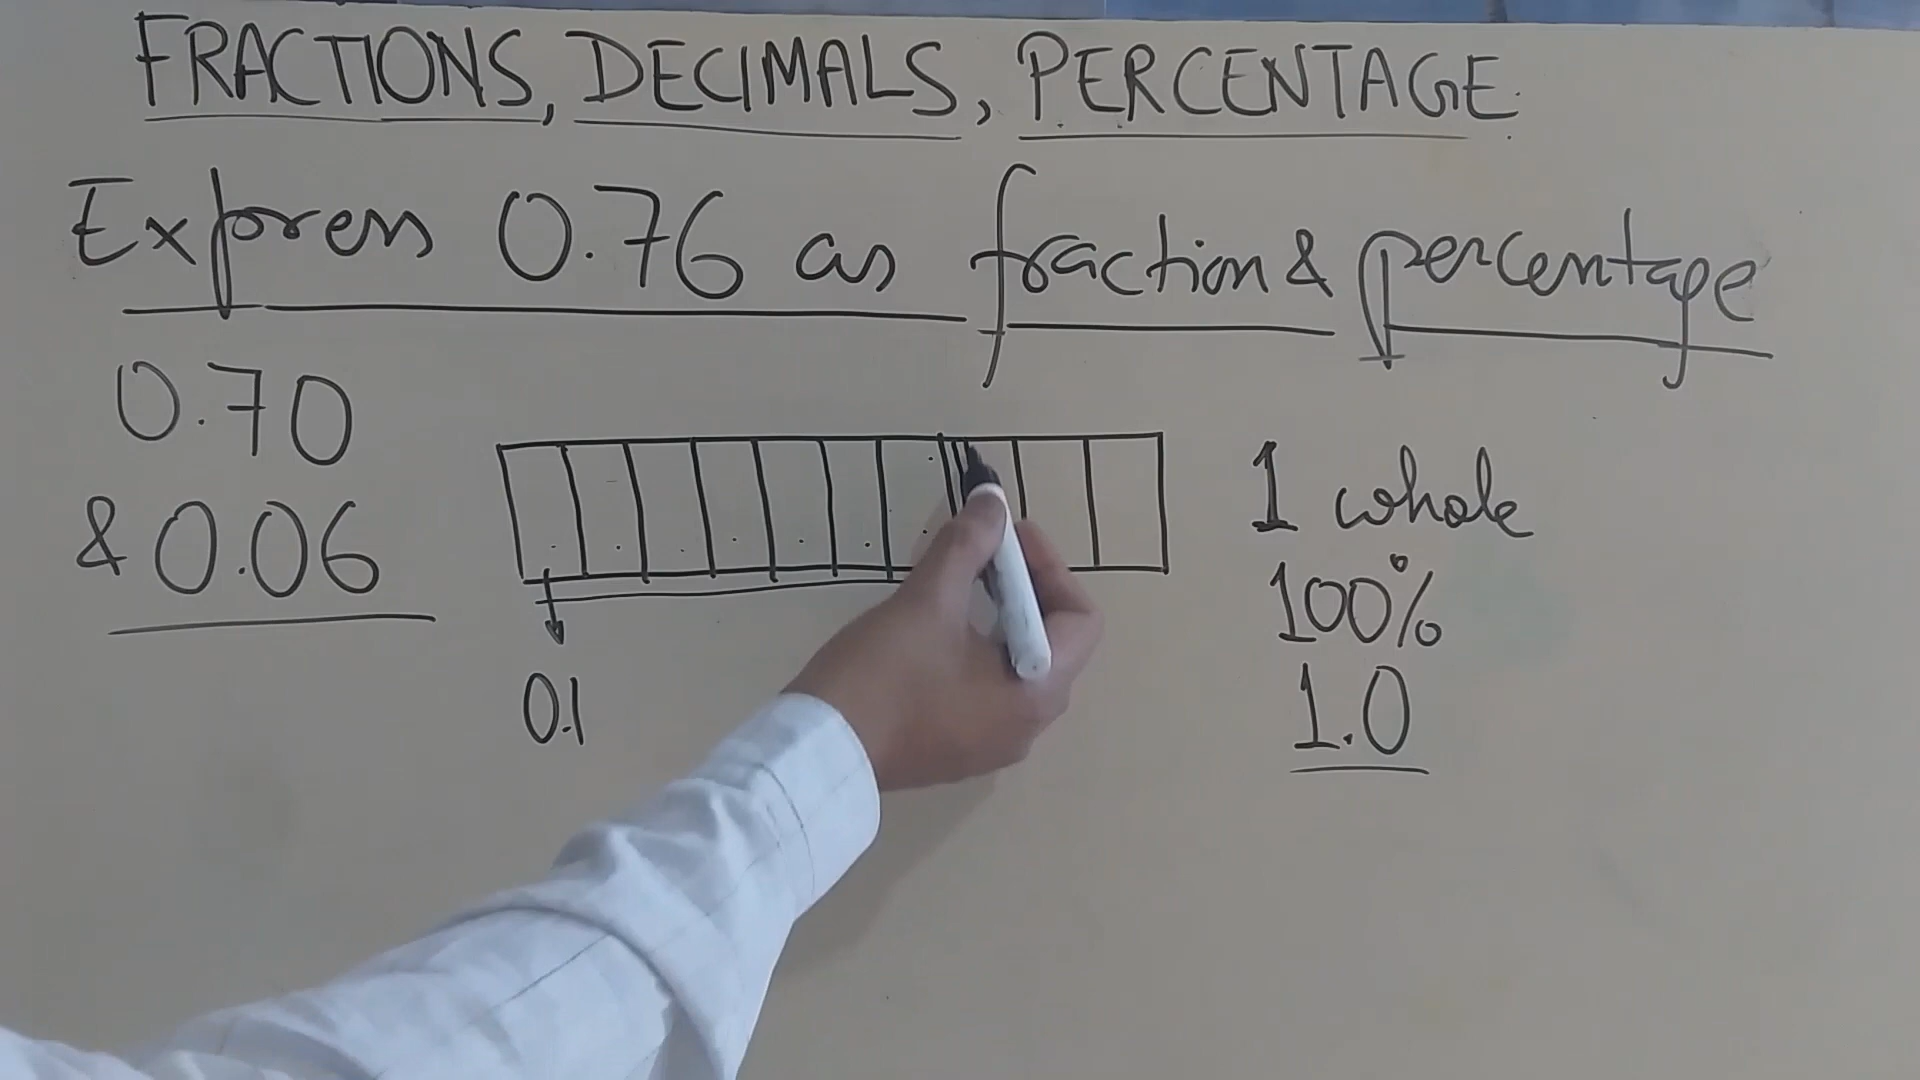 FRACTIONS, DECIMALS, PERCENTAGE
Express 0.76 as fraction & percentage
0.70
& 0.06
0.1
1 whole
100%
1.0